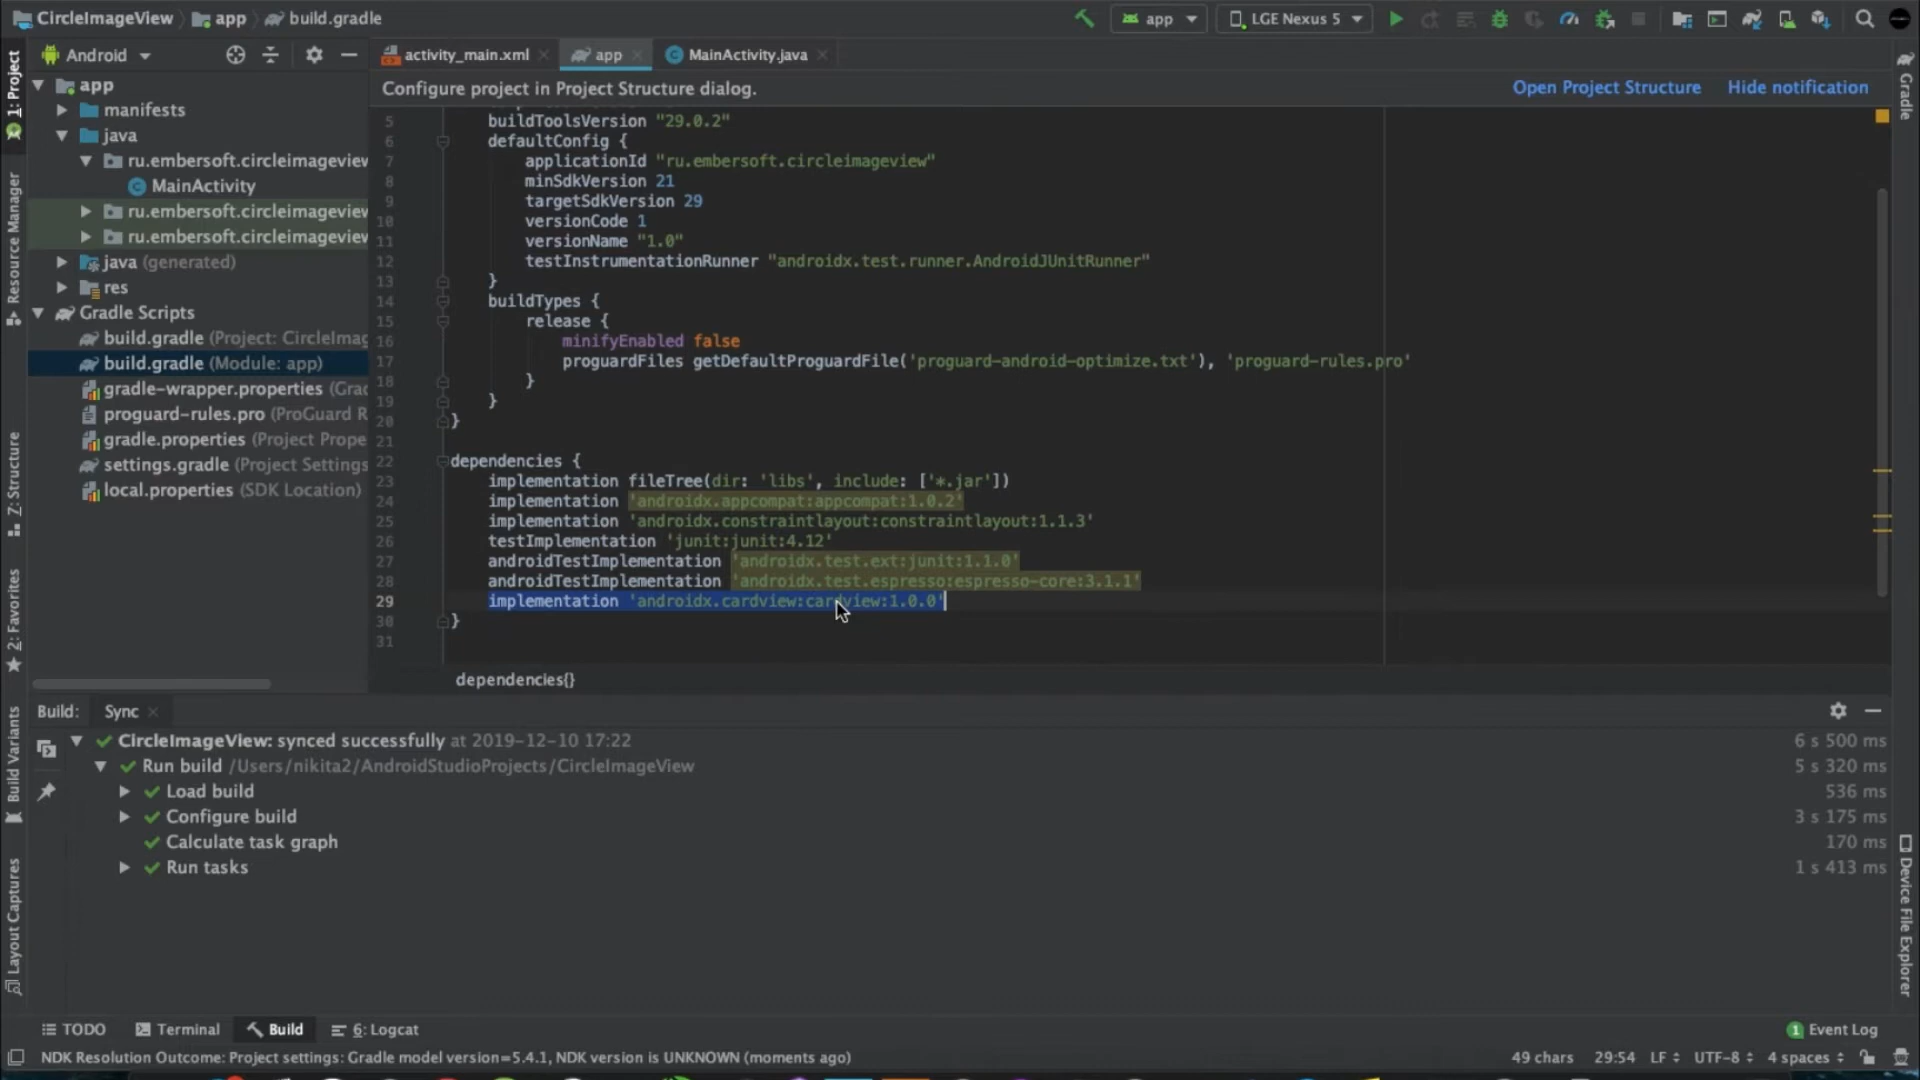 CircleImageView app build.gradle
app LGE Nexus 5
Android
activity_main.xml app MainActivity.java
Configure project in Project Structure dialog. Open Project Structure Hide notification
1: Project
Resource Manager
Z: Structure
2: Favorites
Build Variants
Layout Captures
app
manifests
java
ru.embersoft.circleimageview
MainActivity
ru.embersoft.circleimageview
ru.embersoft.circleimageview
java (generated)
res
Gradle Scripts
build.gradle (Project: CircleImag
build.gradle (Module: app)
gradle-wrapper.properties (Grad
proguard-rules.pro (ProGuard R
gradle.properties (Project Prope
settings.gradle (Project Settings
local.properties (SDK Location)
5 buildToolsVersion "29.0.2"
6 defaultConfig {
7 applicationId "ru.embersoft.circleimageview"
8 minSdkVersion 21
9 targetSdkVersion 29
10 versionCode 1
11 versionName "1.0"
12 testInstrumentationRunner "androidx.test.runner.AndroidJUnitRunner"
13 }
14 buildTypes {
15 release {
16 minifyEnabled false
17 proguardFiles getDefaultProguardFile('proguard-android-optimize.txt'), 'proguard-rules.pro'
18 }
19 }
20 }
21
22 dependencies {
23 implementation fileTree(dir: 'libs', include: ['*.jar'])
24 implementation 'androidx.appcompat:appcompat:1.0.2'
25 implementation 'androidx.constraintlayout:constraintlayout:1.1.3'
26 testImplementation 'junit:junit:4.12'
27 androidTestImplementation 'androidx.test.ext:junit:1.1.0'
28 androidTestImplementation 'androidx.test.espresso:espresso-core:3.1.1'
29 implementation 'androidx.cardview:cardview:1.0.0'
30 }
31
dependencies{}
Gradle
Device File Explorer
Build: Sync
CircleImageView: synced successfully at 2019-12-10 17:22 6 s 500 ms
Run build /Users/nikita2/AndroidStudioProjects/CircleImageView 5 s 320 ms
Load build 536 ms
Configure build 3 s 175 ms
Calculate task graph 170 ms
Run tasks 1 s 413 ms
TODO Terminal Build 6: Logcat 1 Event Log
NDK Resolution Outcome: Project settings: Gradle model version=5.4.1, NDK version is UNKNOWN (moments ago) 49 chars 29:54 LF UTF-8 4 spaces